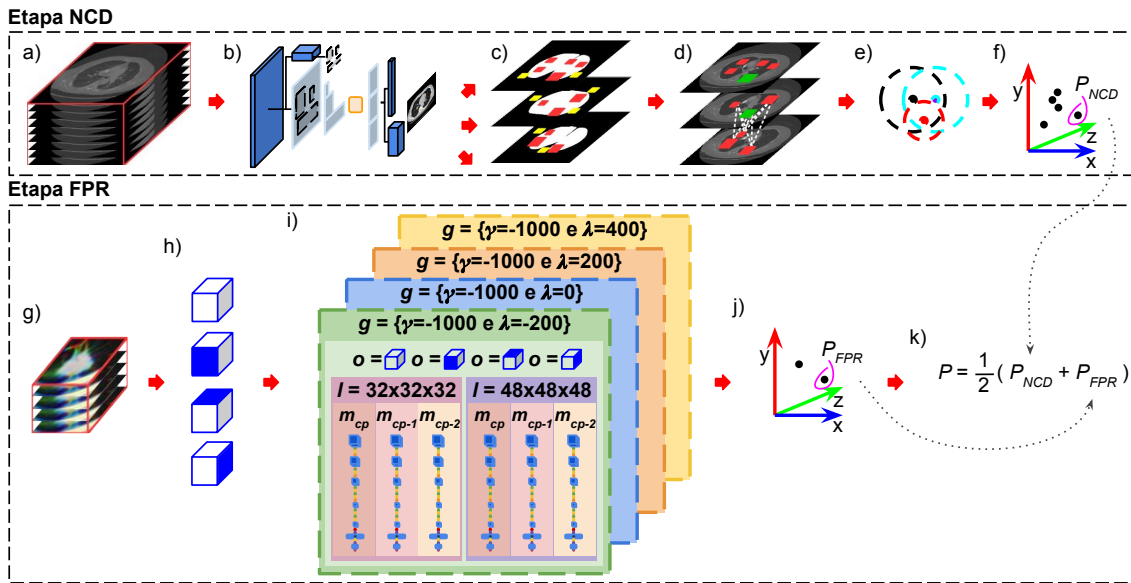 Etapa NCD
a)
b)
c)
d)
e)
f)
y
P_NCD
z
x
Etapa FPR
g)
h)
i)
g = {γ=-1000 e λ=400}
g = {γ=-1000 e λ=200}
g = {γ=-1000 e λ=0}
g = {γ=-1000 e λ=-200}
o = o = o = o =
l = 32x32x32 l = 48x48x48
m_cp m_cp-1 m_cp-2 m_cp m_cp-1 m_cp-2
j)
y
P_FPR
z
x
k)
P = 1/2 ( P_NCD + P_FPR )